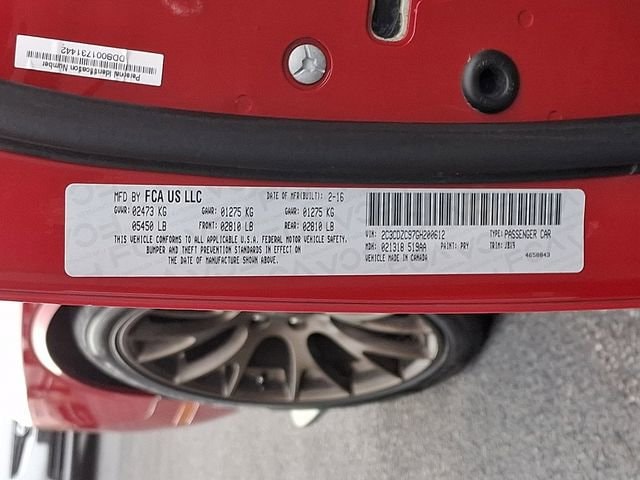 DD89001731442
Paternal Identification Number
MFD BY FCA US LLC DATE OF MFR(BUILT): 2-16
GVWR: 02473 KG GAWR: 01275 KG GAWR: 01275 KG
05450 LB FRONT: 02810 LB REAR: 02810 LB
THIS VEHICLE CONFORMS TO ALL APPLICABLE U.S.A. FEDERAL MOTOR VEHICLE SAFETY,
BUMPER AND THEFT PREVENTION STANDARDS IN EFFECT ON
THE DATE OF MANUFACTURE SHOWN ABOVE.
VIN: 2C3CDZC97GH200612 TYPE: PASSENGER CAR
MDH: 021318 519AA PAINT: PRY TRIM: JBX9
VEHICLE MADE IN CANADA 4658843